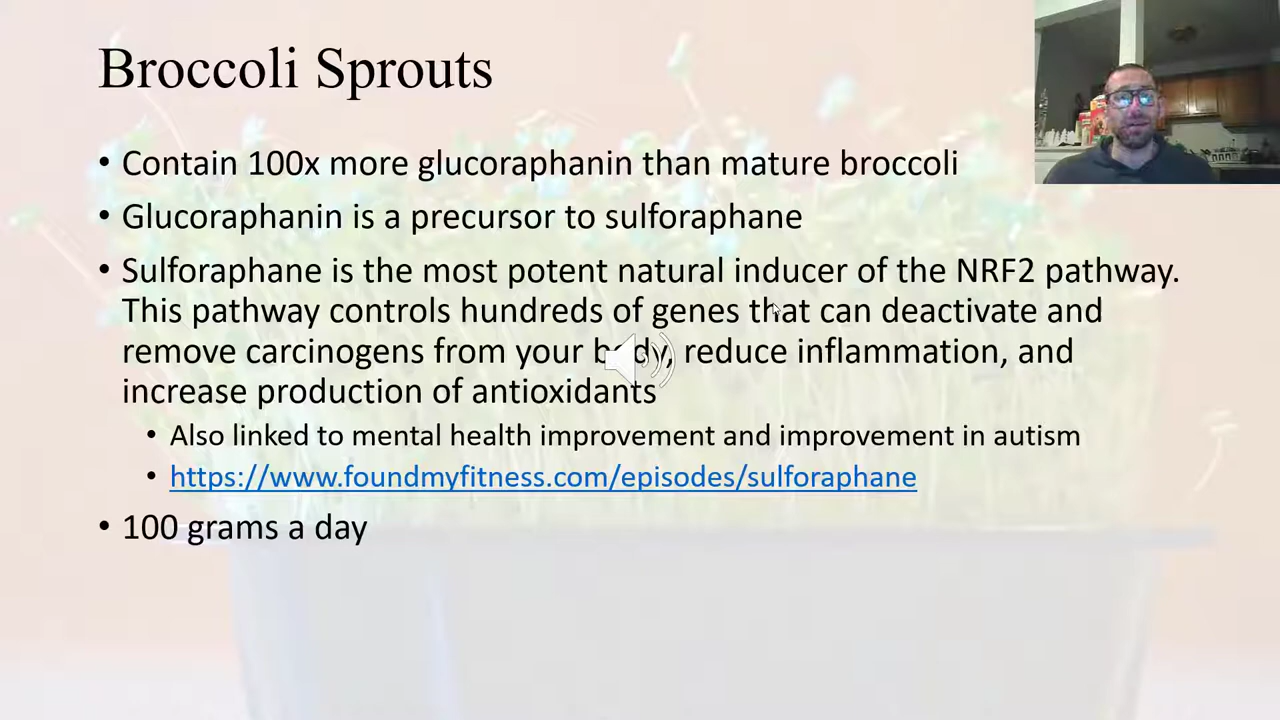 Broccoli Sprouts
• Contain 100x more glucoraphanin than mature broccoli
• Glucoraphanin is a precursor to sulforaphane
• Sulforaphane is the most potent natural inducer of the NRF2 pathway.
This pathway controls hundreds of genes that can deactivate and
remove carcinogens from your body, reduce inflammation, and
increase production of antioxidants
• Also linked to mental health improvement and improvement in autism
• https://www.foundmyfitness.com/episodes/sulforaphane
• 100 grams a day